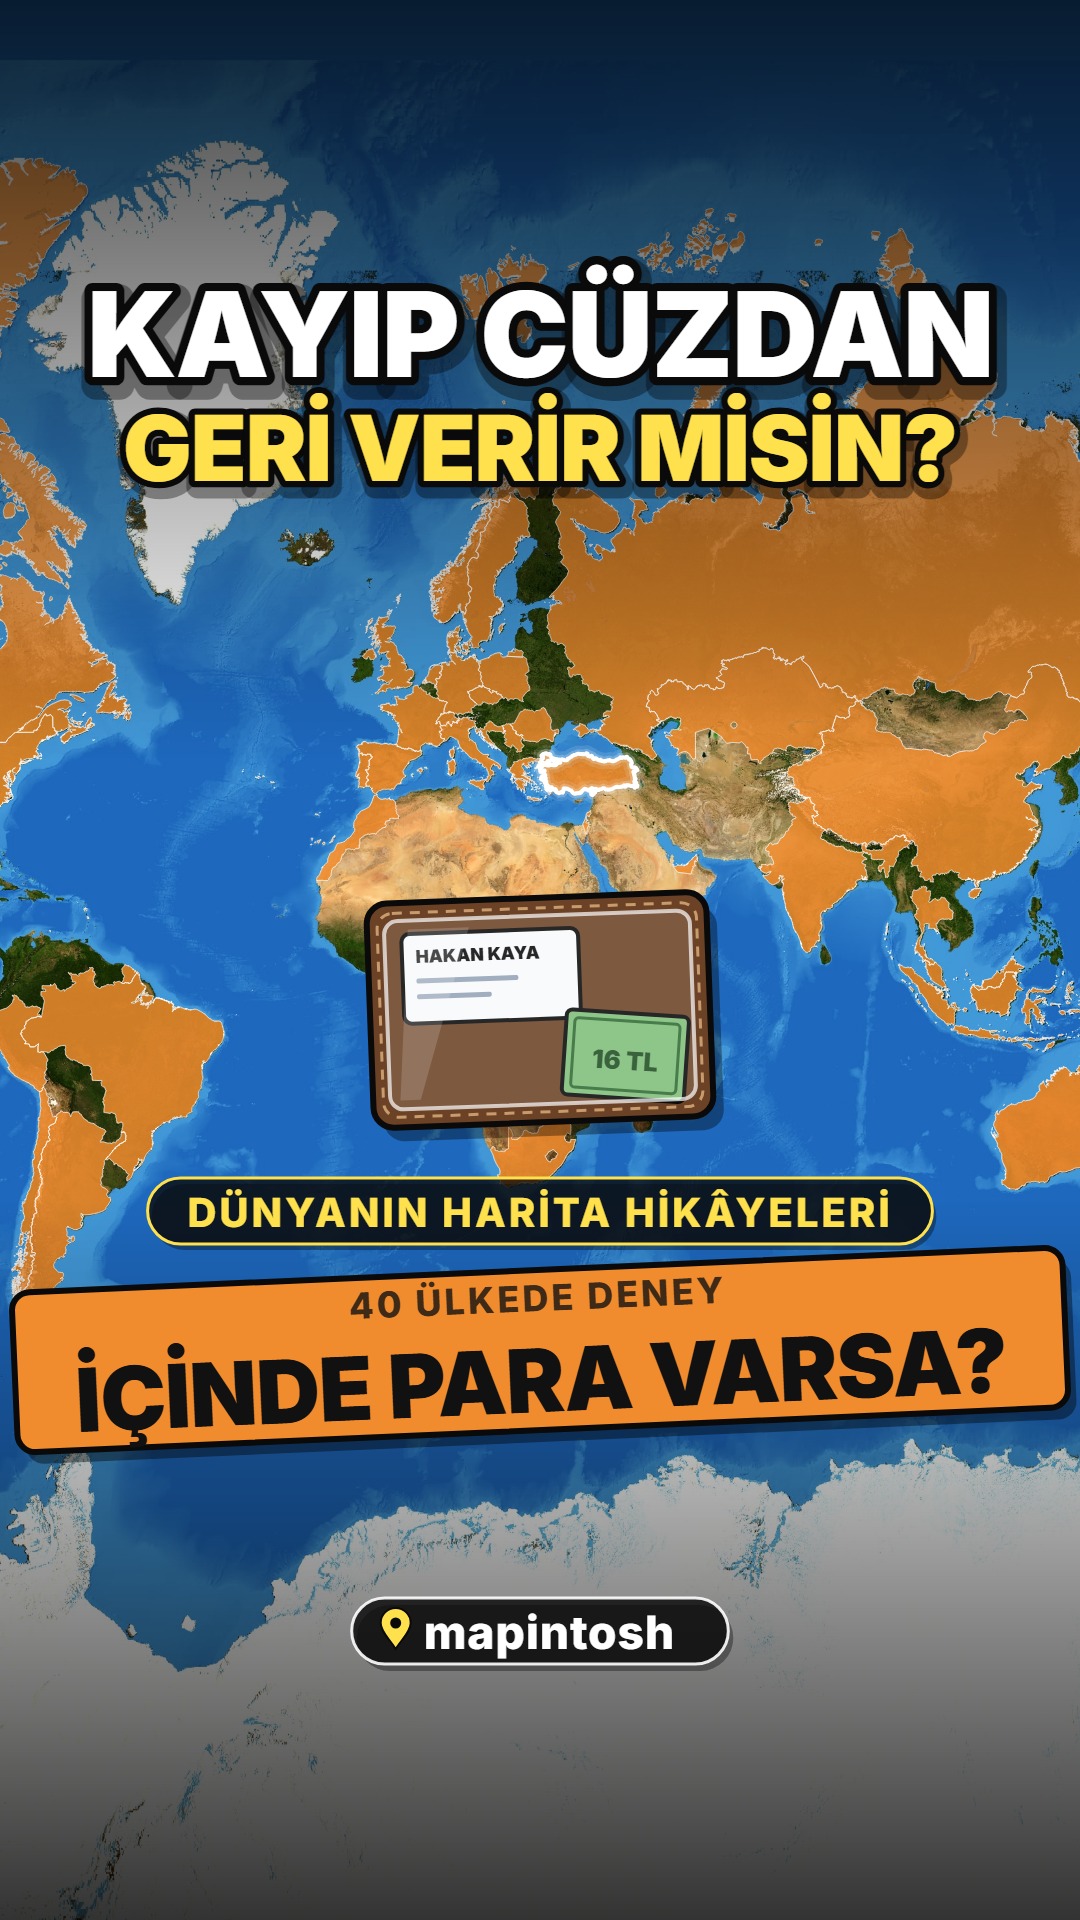 KAYIP CÜZDAN
GERİ VERİR MİSİN?
HAKAN KAYA
16 TL
DÜNYANIN HARİTA HİKÂYELERİ
40 ÜLKEDE DENEY
İÇİNDE PARA VARSA?
mapintosh